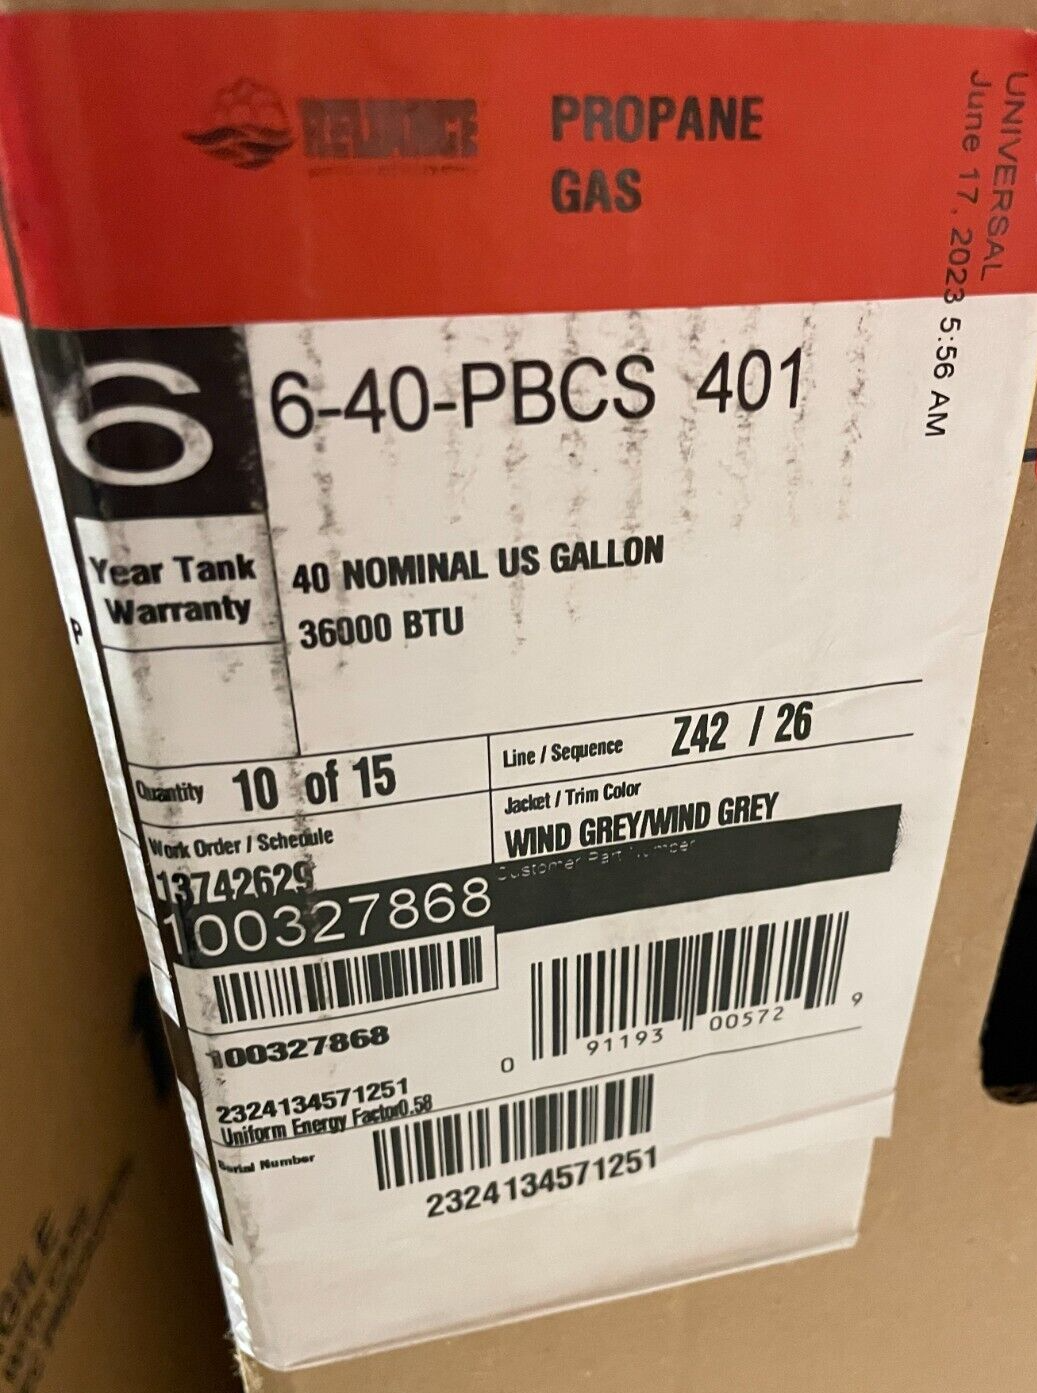 RELIANCE
PROPANE
GAS
UNIVERSAL
June 17, 2023 5:56 AM
6
6-40-PBCS 401
Year Tank
Warranty
40 NOMINAL US GALLON
36000 BTU
P
Quantity 10 of 15
Line / Sequence Z42 / 26
Work Order / Schedule
13742629
Jacket / Trim Color
WIND GREY/WIND GREY
Customer Part Number
100327868
100327868
0 91193 00572 9
2324134571251
Uniform Energy Factor0.58
Serial Number
2324134571251